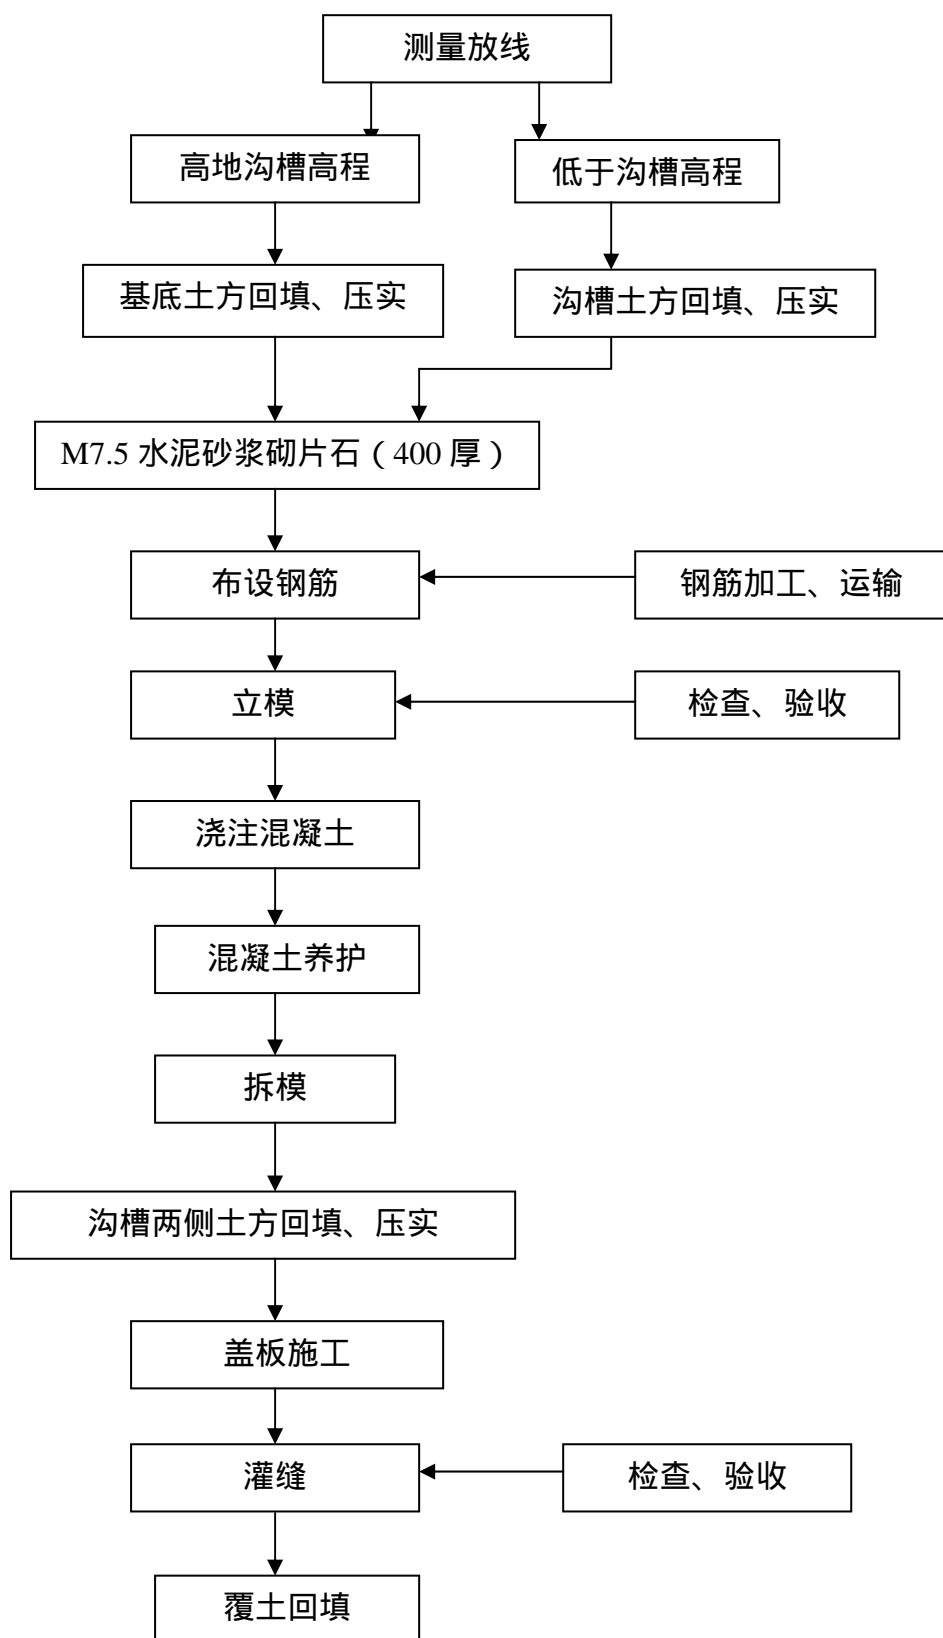 测量放线
高地沟槽高程
低于沟槽高程
基底土方回填、压实
沟槽土方回填、压实
M7.5 水泥砂浆砌片石（400 厚）
布设钢筋
钢筋加工、运输
立模
检查、验收
浇注混凝土
混凝土养护
拆模
沟槽两侧土方回填、压实
盖板施工
灌缝
检查、验收
覆土回填